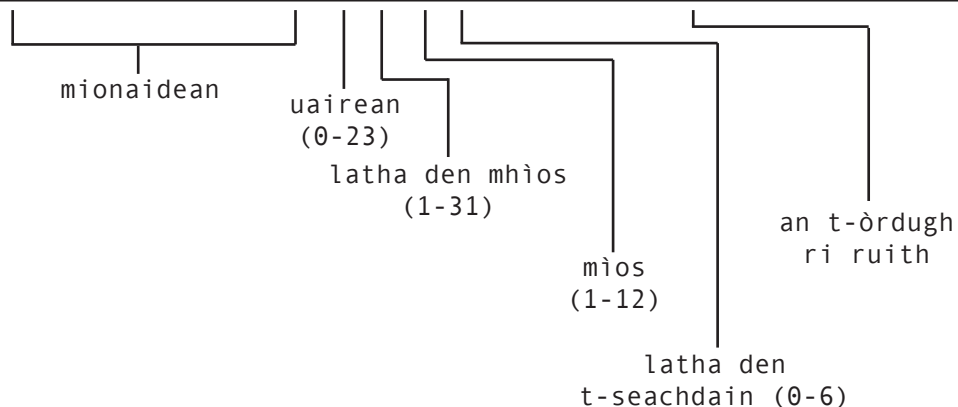 mionaidean
uairean
(0-23)
latha den mhìos
(1-31)
an t-òrdugh
ri ruith
mìos
(1-12)
latha den
t-seachdain (0-6)